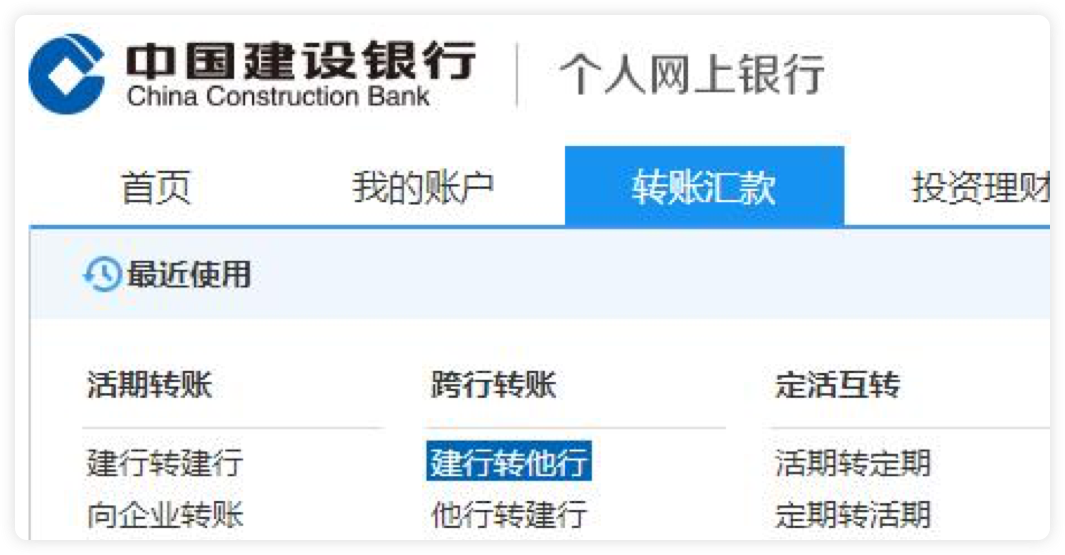 中国建设银行 个人网上银行
China Construction Bank
首页 我的账户 转账汇款 投资理财
最近使用
活期转账 跨行转账 定活互转
建行转建行 建行转他行 活期转定期
向企业转账 他行转建行 定期转活期